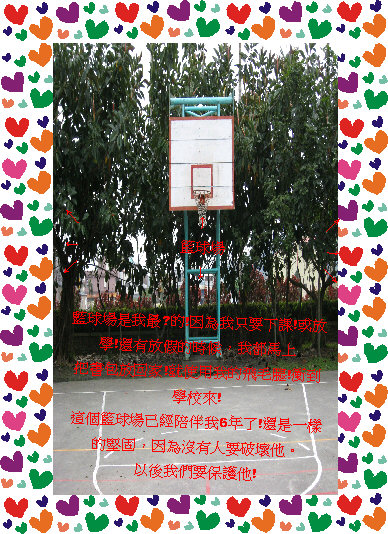 籃球場
籃球場是我最?的!因為我只要下課!或放
學!還有放假的時候，我都馬上
到
學校來!
這個籃球場已經陪伴我6年了!還是一樣
的堅固，因為沒有人要破壞他。
以後我們要保護他!